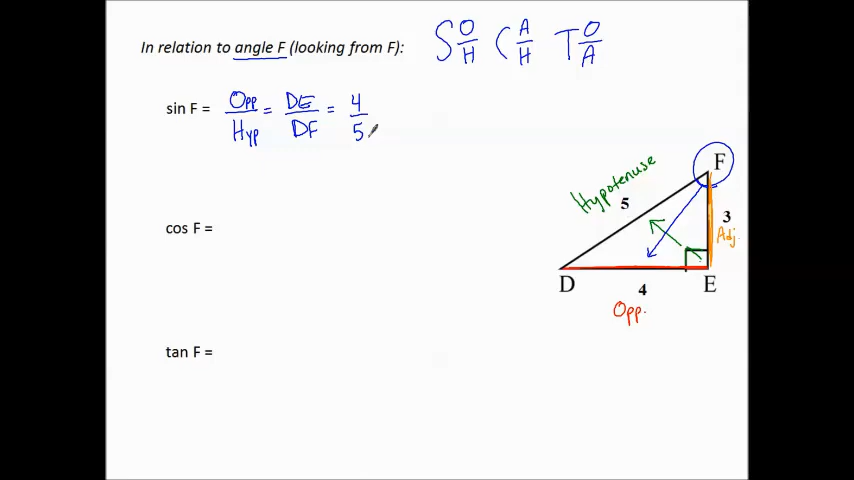 In relation to angle F (looking from F): S O/H C A/H T O/A
sin F = Opp/Hyp = DE/DF = 4/5
cos F =
tan F =
F
Hypotenuse
5
3
Adj.
D
E
4
Opp.